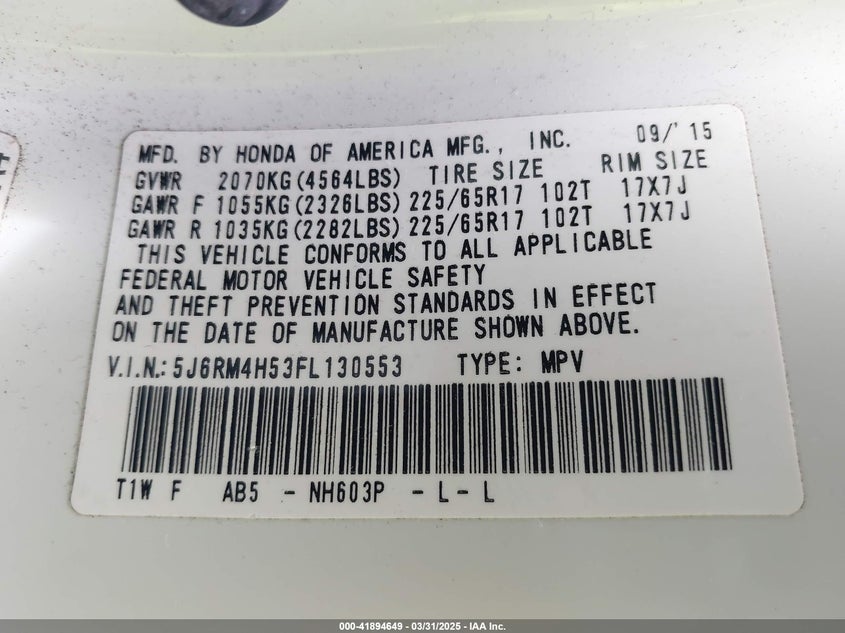 MFD. BY HONDA OF AMERICA MFG., INC. 09/'15
GVWR 2070KG(4564LBS) TIRE SIZE RIM SIZE
GAWR F 1055KG(2326LBS) 225/65R17 102T 17X7J
GAWR R 1035KG(2282LBS) 225/65R17 102T 17X7J
THIS VEHICLE CONFORMS TO ALL APPLICABLE
FEDERAL MOTOR VEHICLE SAFETY
AND THEFT PREVENTION STANDARDS IN EFFECT
ON THE DATE OF MANUFACTURE SHOWN ABOVE.
V.I.N.: 5J6RM4H53FL130553 TYPE: MPV
T1W F AB5 - NH603P - L - L
000-41894649 - 03/31/2025 - IAA Inc.